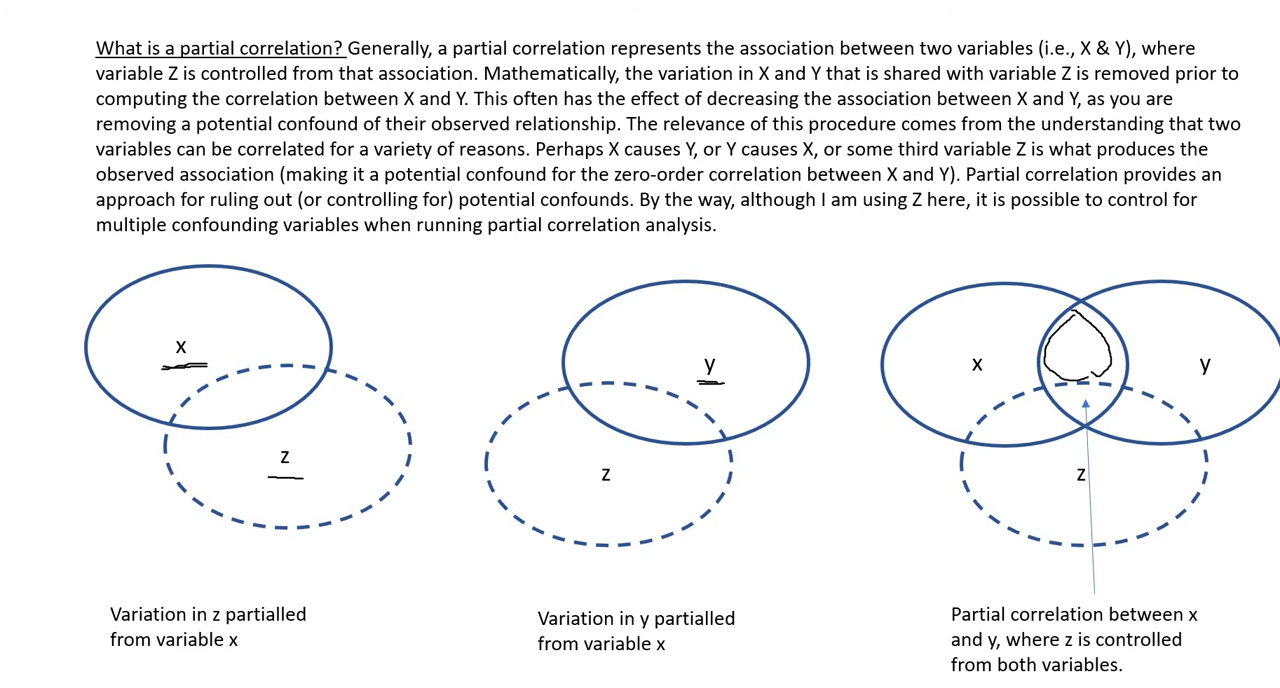 What is a partial correlation? Generally, a partial correlation represents the association between two variables (i.e., X & Y), where
variable Z is controlled from that association. Mathematically, the variation in X and Y that is shared with variable Z is removed prior to
computing the correlation between X and Y. This often has the effect of decreasing the association between X and Y, as you are
removing a potential confound of their observed relationship. The relevance of this procedure comes from the understanding that two
variables can be correlated for a variety of reasons. Perhaps X causes Y, or Y causes X, or some third variable Z is what produces the
observed association (making it a potential confound for the zero-order correlation between X and Y). Partial correlation provides an
approach for ruling out (or controlling for) potential confounds. By the way, although I am using Z here, it is possible to control for
multiple confounding variables when running partial correlation analysis.
x
z
y
z
x
y
z
Variation in z partialled
from variable x
Variation in y partialled
from variable x
Partial correlation between x
and y, where z is controlled
from both variables.